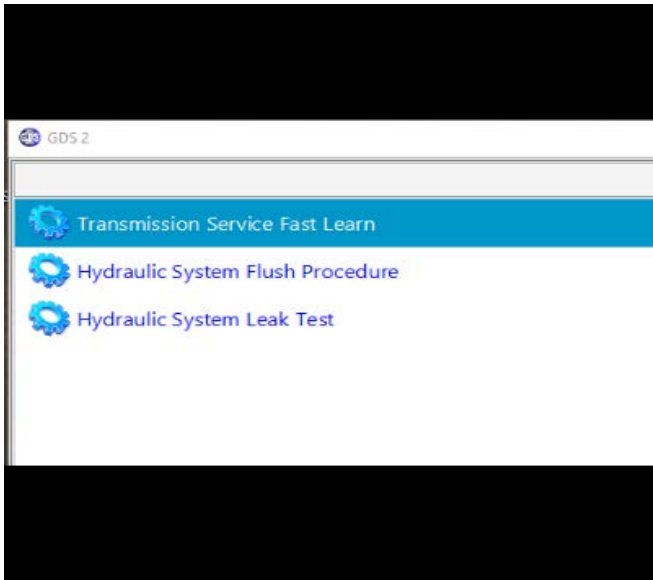 GDS 2
Transmission Service Fast Learn
Hydraulic System Flush Procedure
Hydraulic System Leak Test